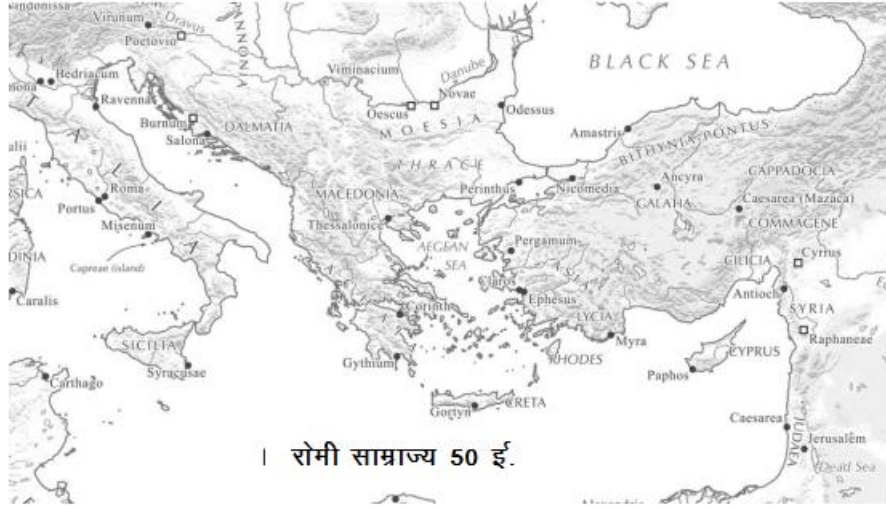 Vindonissa
Virunum
Dravus
Poetovio
PANNONIA
Bedriacum
Ravenna
Viminacium
Danube
BLACK SEA
Novae
Oescus
Odessus
Burnum
DALMATIA
MOESIA
Salona
Amastris
BITHYNIA PONTUS
ITALIA
THRACE
CAPPADOCIA
Roma
Perinthus
Nicomedia
Ancyra
MACEDONIA
GALATIA
Caesarea (Mazaca)
Portus
Thessalonice
COMMAGENE
Misenum
AEGEAN
SEA
Pergamum
Capreae (island)
ASIA
CILICIA
Cyrrus
Claros
Caralis
Ephesus
Antioch
Corinth
SYRIA
LYCIA
SICILIA
Myra
Raphaneae
Gythium
RHODES
CYPRUS
Syracusae
Carthago
Paphos
Gortyn
CRETA
Caesarea
JUDAEA
Jerusalem
Dead Sea
। रोमी साम्राज्य 50 ई.